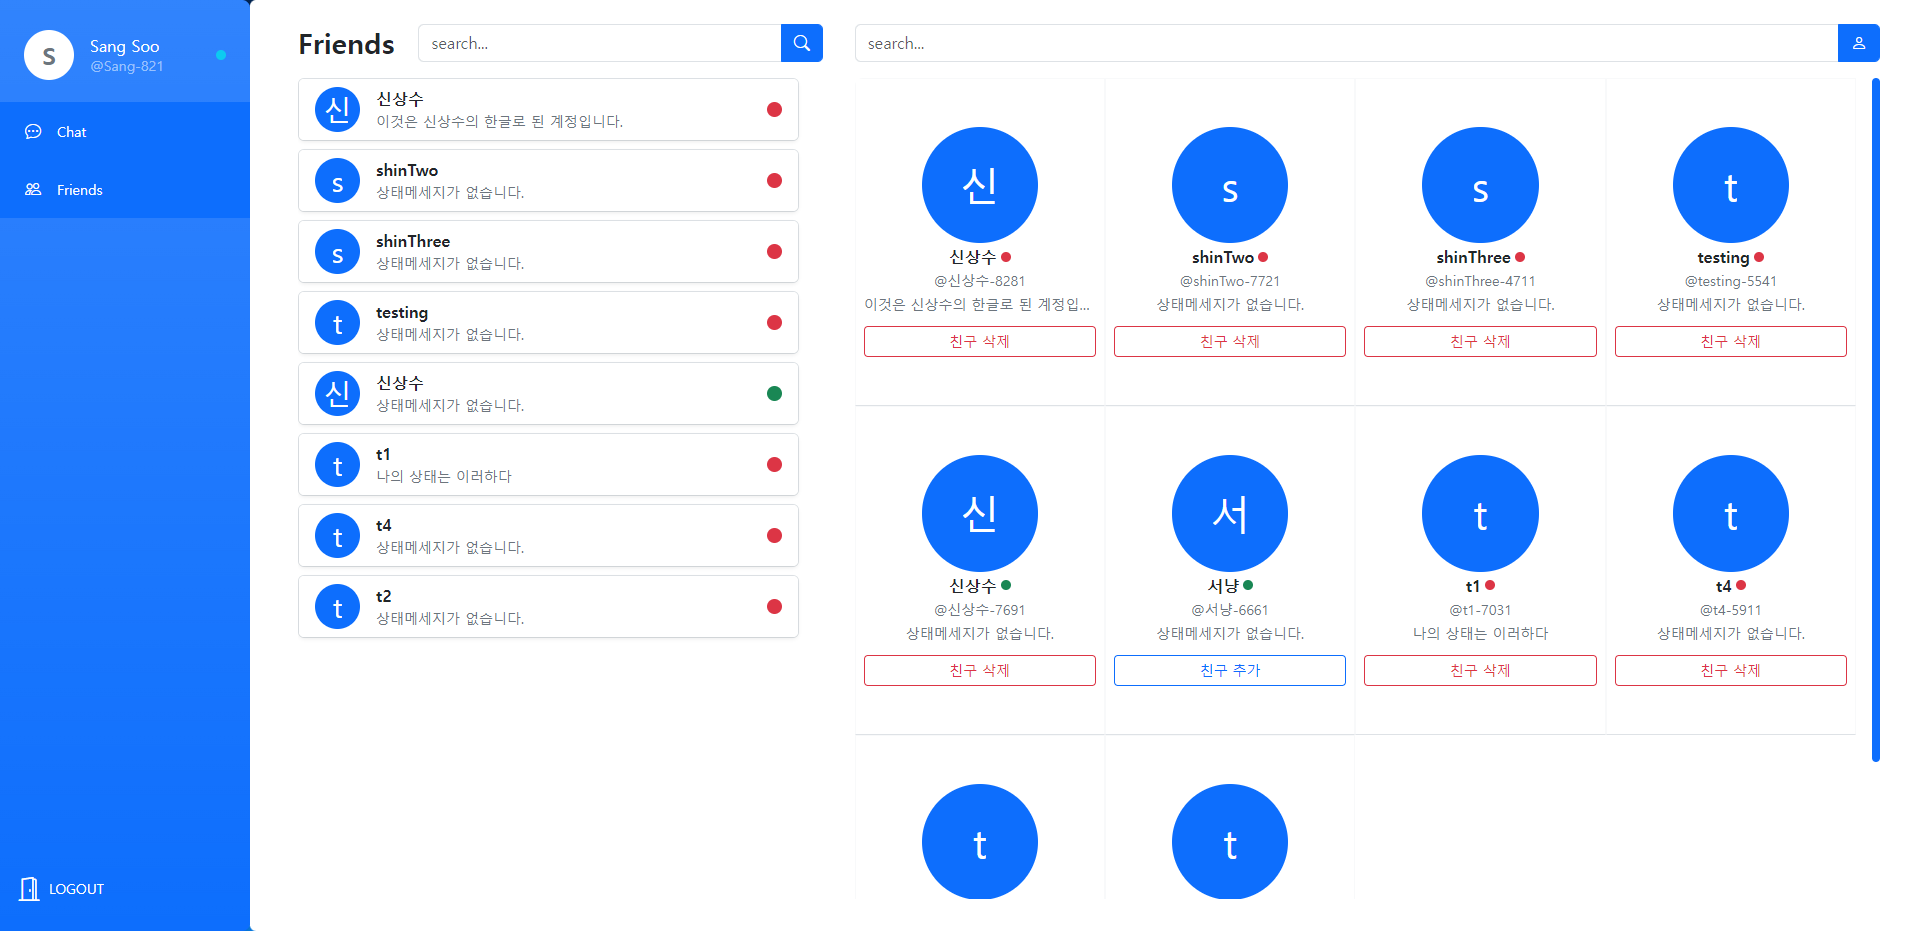 S
Sang Soo
@Sang-821
Chat
Friends
LOGOUT
Friends
search...
신
신상수
이것은 신상수의 한글로 된 계정입니다.
s
shinTwo
상태메세지가 없습니다.
s
shinThree
상태메세지가 없습니다.
t
testing
상태메세지가 없습니다.
신
신상수
상태메세지가 없습니다.
t
t1
나의 상태는 이러하다
t
t4
상태메세지가 없습니다.
t
t2
상태메세지가 없습니다.
search...
신
신상수
@신상수-8281
이것은 신상수의 한글로 된 계정입...
친구 삭제
s
shinTwo
@shinTwo-7721
상태메세지가 없습니다.
친구 삭제
s
shinThree
@shinThree-4711
상태메세지가 없습니다.
친구 삭제
t
testing
@testing-5541
상태메세지가 없습니다.
친구 삭제
신
신상수
@신상수-7691
상태메세지가 없습니다.
친구 삭제
서
서냥
@서냥-6661
상태메세지가 없습니다.
친구 추가
t
t1
@t1-7031
나의 상태는 이러하다
친구 삭제
t
t4
@t4-5911
상태메세지가 없습니다.
친구 삭제
t
t